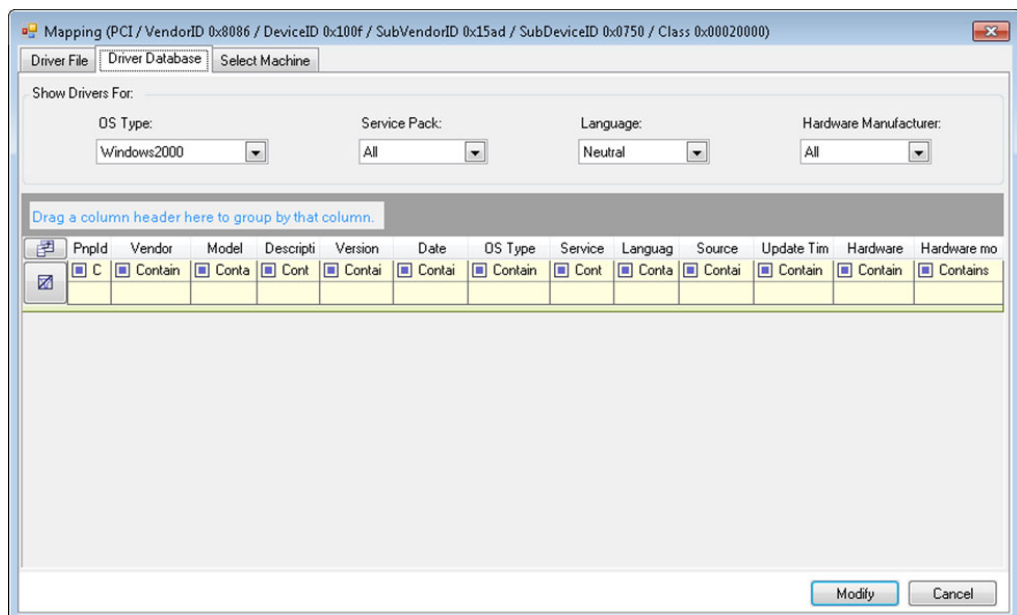 Mapping (PCI / VendorID 0x8086 / DeviceID 0x100f / SubVendorID 0x15ad / SubDeviceID 0x0750 / Class 0x00020000)
Driver File Driver Database Select Machine
Show Drivers For:
OS Type: Service Pack: Language: Hardware Manufacturer:
Windows2000 All Neutral All
Drag a column header here to group by that column.
PnpId Vendor Model Descripti Version Date OS Type Service Languag Source Update Tim Hardware Hardware mo
C Contain Conta Cont Contai Contai Contain Cont Conta Contai Contain Contain Contains
Modify Cancel